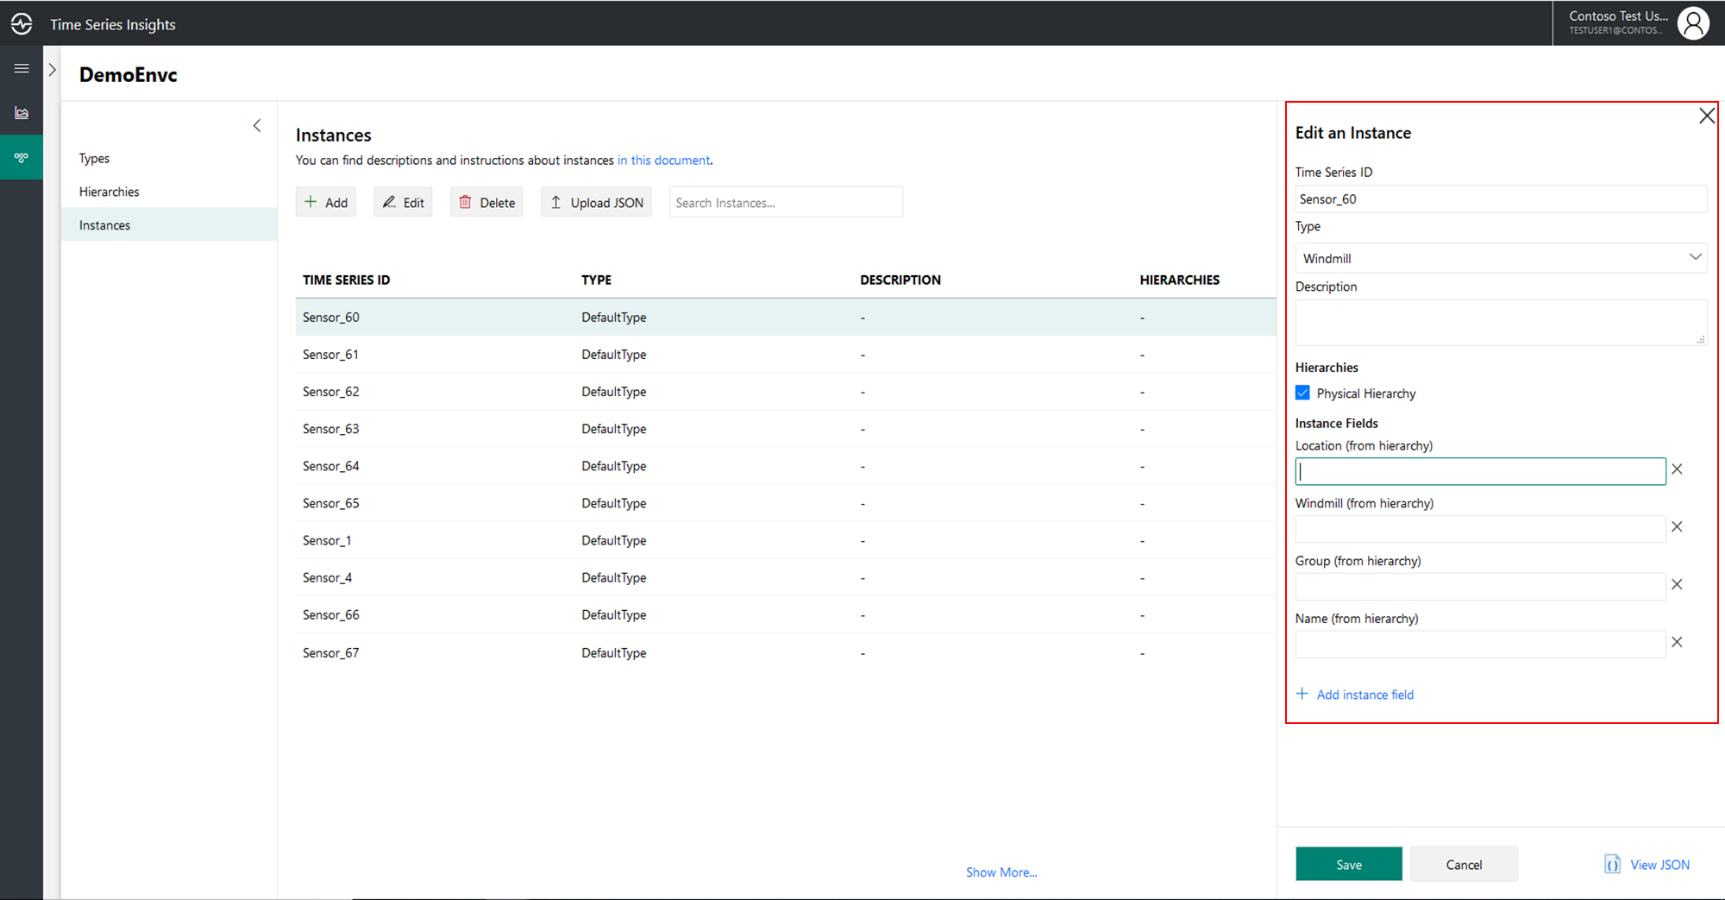 Time Series Insights
Contoso Test Us...
TESTUSER1@CONTOS...
DemoEnvc
Types
Hierarchies
Instances
Instances
You can find descriptions and instructions about instances in this document.
Add Edit Delete Upload JSON Search Instances...
TIME SERIES ID TYPE DESCRIPTION HIERARCHIES
Sensor_60 DefaultType - -
Sensor_61 DefaultType - -
Sensor_62 DefaultType - -
Sensor_63 DefaultType - -
Sensor_64 DefaultType - -
Sensor_65 DefaultType - -
Sensor_1 DefaultType - -
Sensor_4 DefaultType - -
Sensor_66 DefaultType - -
Sensor_67 DefaultType - -
Show More...
Edit an Instance
Time Series ID
Sensor_60
Type
Windmill
Description
Hierarchies
Physical Hierarchy
Instance Fields
Location (from hierarchy)
Windmill (from hierarchy)
Group (from hierarchy)
Name (from hierarchy)
Add instance field
Save Cancel View JSON